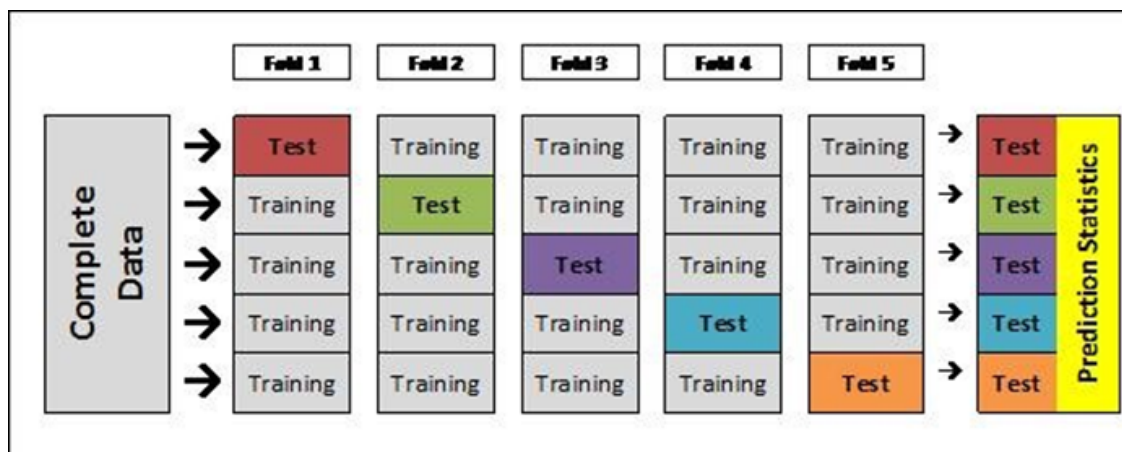 Fold 1 Fold 2 Fold 3 Fold 4 Fold 5
Complete Data
Test Training Training Training Training Test
Training Test Training Training Training Test
Training Training Test Training Training Test
Training Training Training Test Training Test
Training Training Training Training Test Test
Prediction Statistics